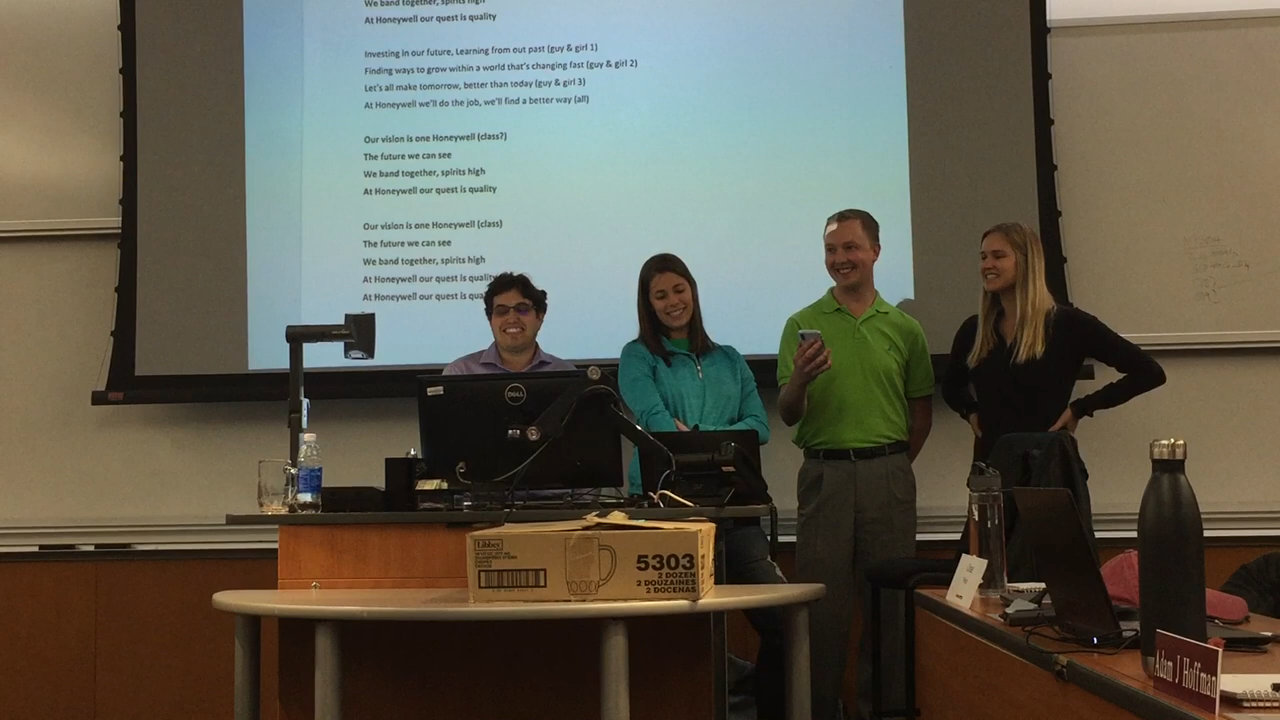 We band together, spirits high
At Honeywell our quest is quality
Investing in our future, Learning from out past (guy & girl 1)
Finding ways to grow within a world that's changing fast (guy & girl 2)
Let's all make tomorrow, better than today (guy & girl 3)
At Honeywell we'll do the job, we'll find a better way (all)
Our vision is one Honeywell (class?)
The future we can see
We band together, spirits high
At Honeywell our quest is quality
Our vision is one Honeywell (class)
The future we can see
We band together, spirits high
At Honeywell our quest is quality
At Honeywell our quest is qua
DELL
Libbey
5303
2 DOZEN
2 DOUZAINES
2 DOCENAS
Adam J Hoffman